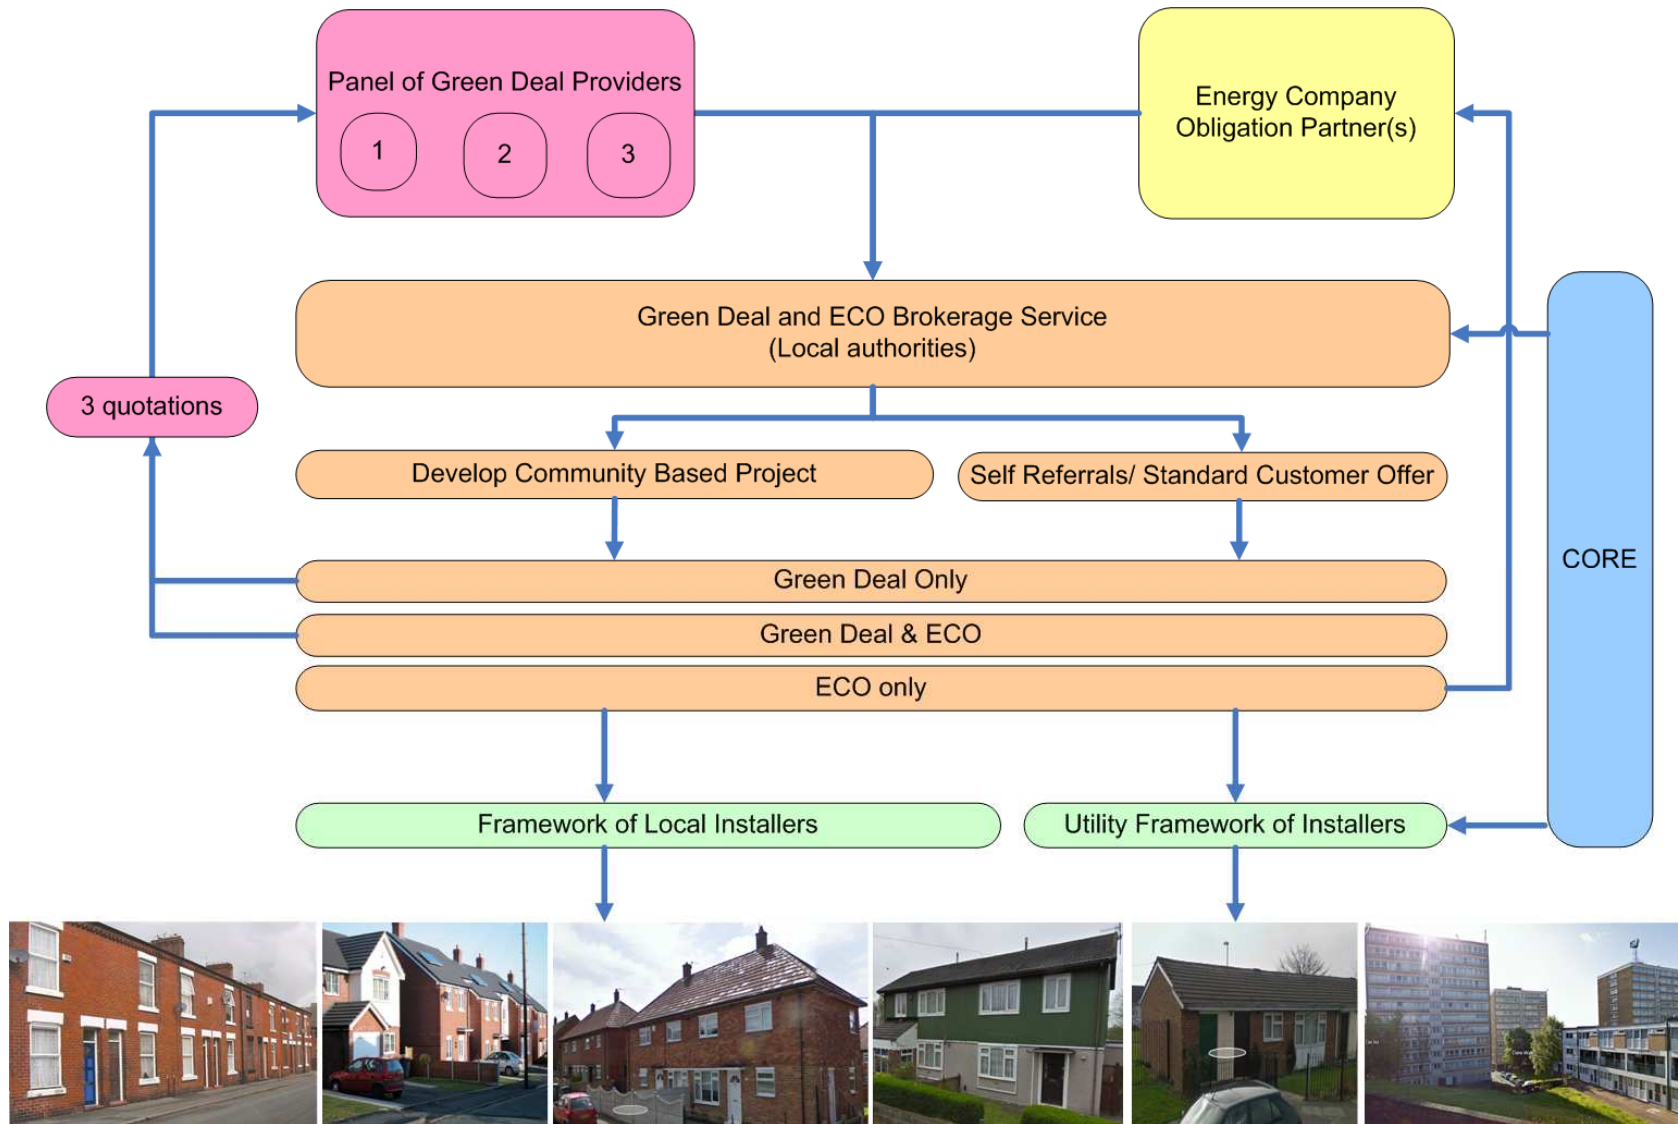 Panel of Green Deal Providers
1
2
3
Energy Company
Obligation Partner(s)
Green Deal and ECO Brokerage Service
(Local authorities)
3 quotations
Develop Community Based Project
Self Referrals/ Standard Customer Offer
Green Deal Only
CORE
Green Deal & ECO
ECO only
Framework of Local Installers
Utility Framework of Installers